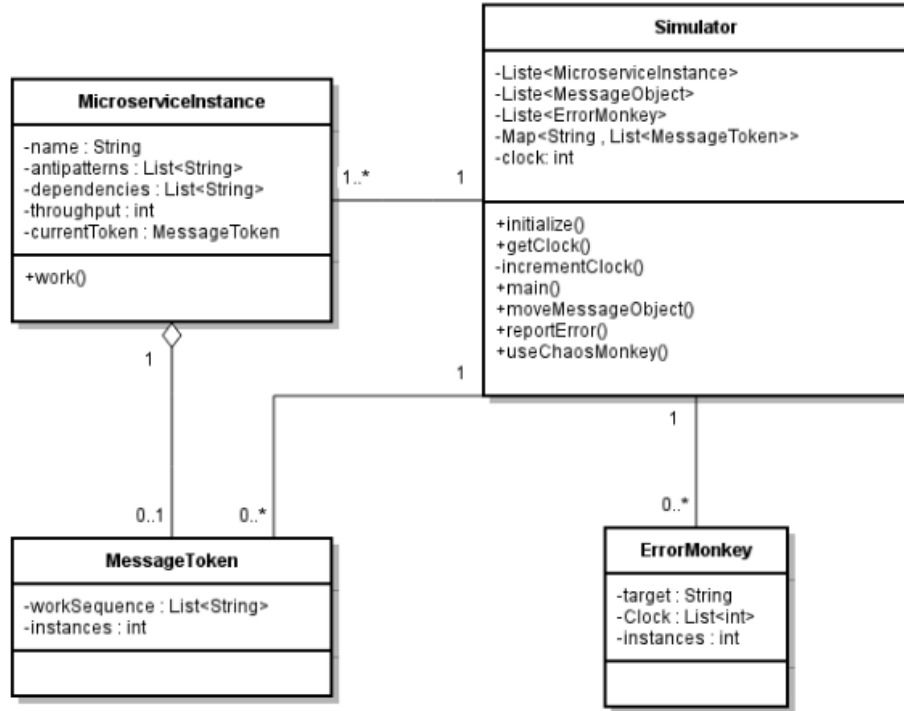 Simulator
-Liste<MicroserviceInstance>
-Liste<MessageObject>
-Liste<ErrorMonkey>
-Map<String , List<MessageToken>>
-clock: int
+initialize()
+getClock()
-incrementClock()
+main()
+moveMessageObject()
+reportError()
+useChaosMonkey()
MicroserviceInstance
-name : String
-antipatterns : List<String>
-dependencies : List<String>
-throughput : int
-currentToken : MessageToken
+work()
1..*
1
1
1
1
0..1
0..*
0..*
MessageToken
-workSequence : List<String>
-instances : int
ErrorMonkey
-target : String
-Clock : List<int>
-instances : int